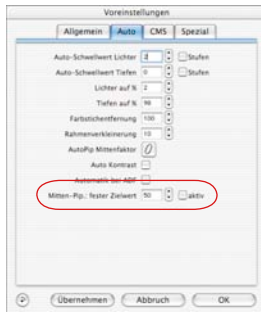 Voreinstellungen
Allgemein Auto CMS Spezial
Auto-Schwellwert Lichter 2 Stufen
Auto-Schwellwert Tiefen 0 Stufen
Lichter auf % 2
Tiefen auf % 98
Farbstichentfernung 100
Rahmenverkleinerung 10
AutoPip Mittenfaktor 0
Auto Kontrast
Automatik bei ADF
Mitten-Pip.: fester Zielwert 50 aktiv
Übernehmen Abbruch OK